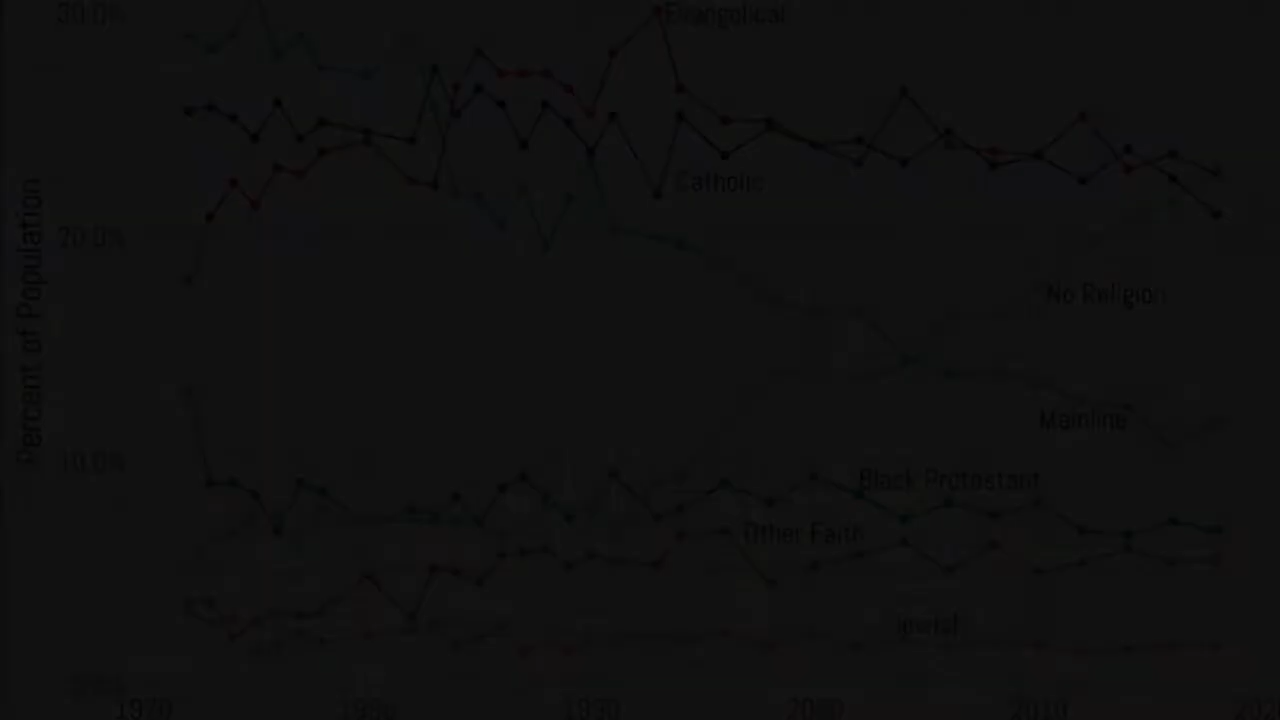 30.0%
Evangelical
Catholic
Percent of Population
20.0%
No Religion
Mainline
10.0%
Black Protestant
Other Faith
1970
1980
1990
2000
2010